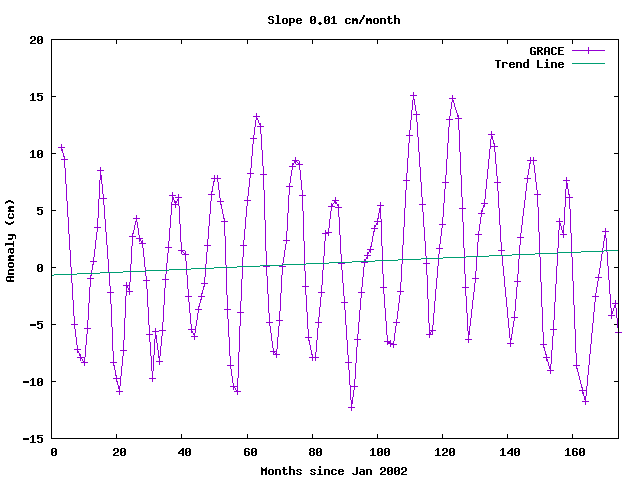 Slope 0.01 cm/month
GRACE
Trend Line
Anomaly (cm)
20
15
10
5
0
-5
-10
-15
0 20 40 60 80 100 120 140 160
Months since Jan 2002